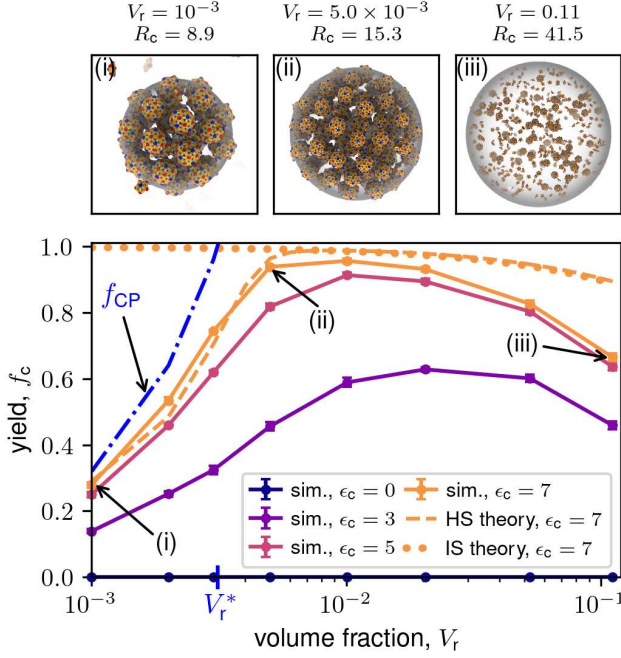 V_r = 10^−3 V_r = 5.0 × 10^−3 V_r = 0.11
R_c = 8.9 R_c = 15.3 R_c = 41.5
(i) (ii) (iii)
1.0
0.8
0.6
0.4
0.2
0.0
yield, f_c
f_CP
(ii)
(iii)
(i)
sim., ϵ_c = 0
sim., ϵ_c = 3
sim., ϵ_c = 5
sim., ϵ_c = 7
HS theory, ϵ_c = 7
IS theory, ϵ_c = 7
10^−3 V_r^* 10^−2 10^−1
volume fraction, V_r